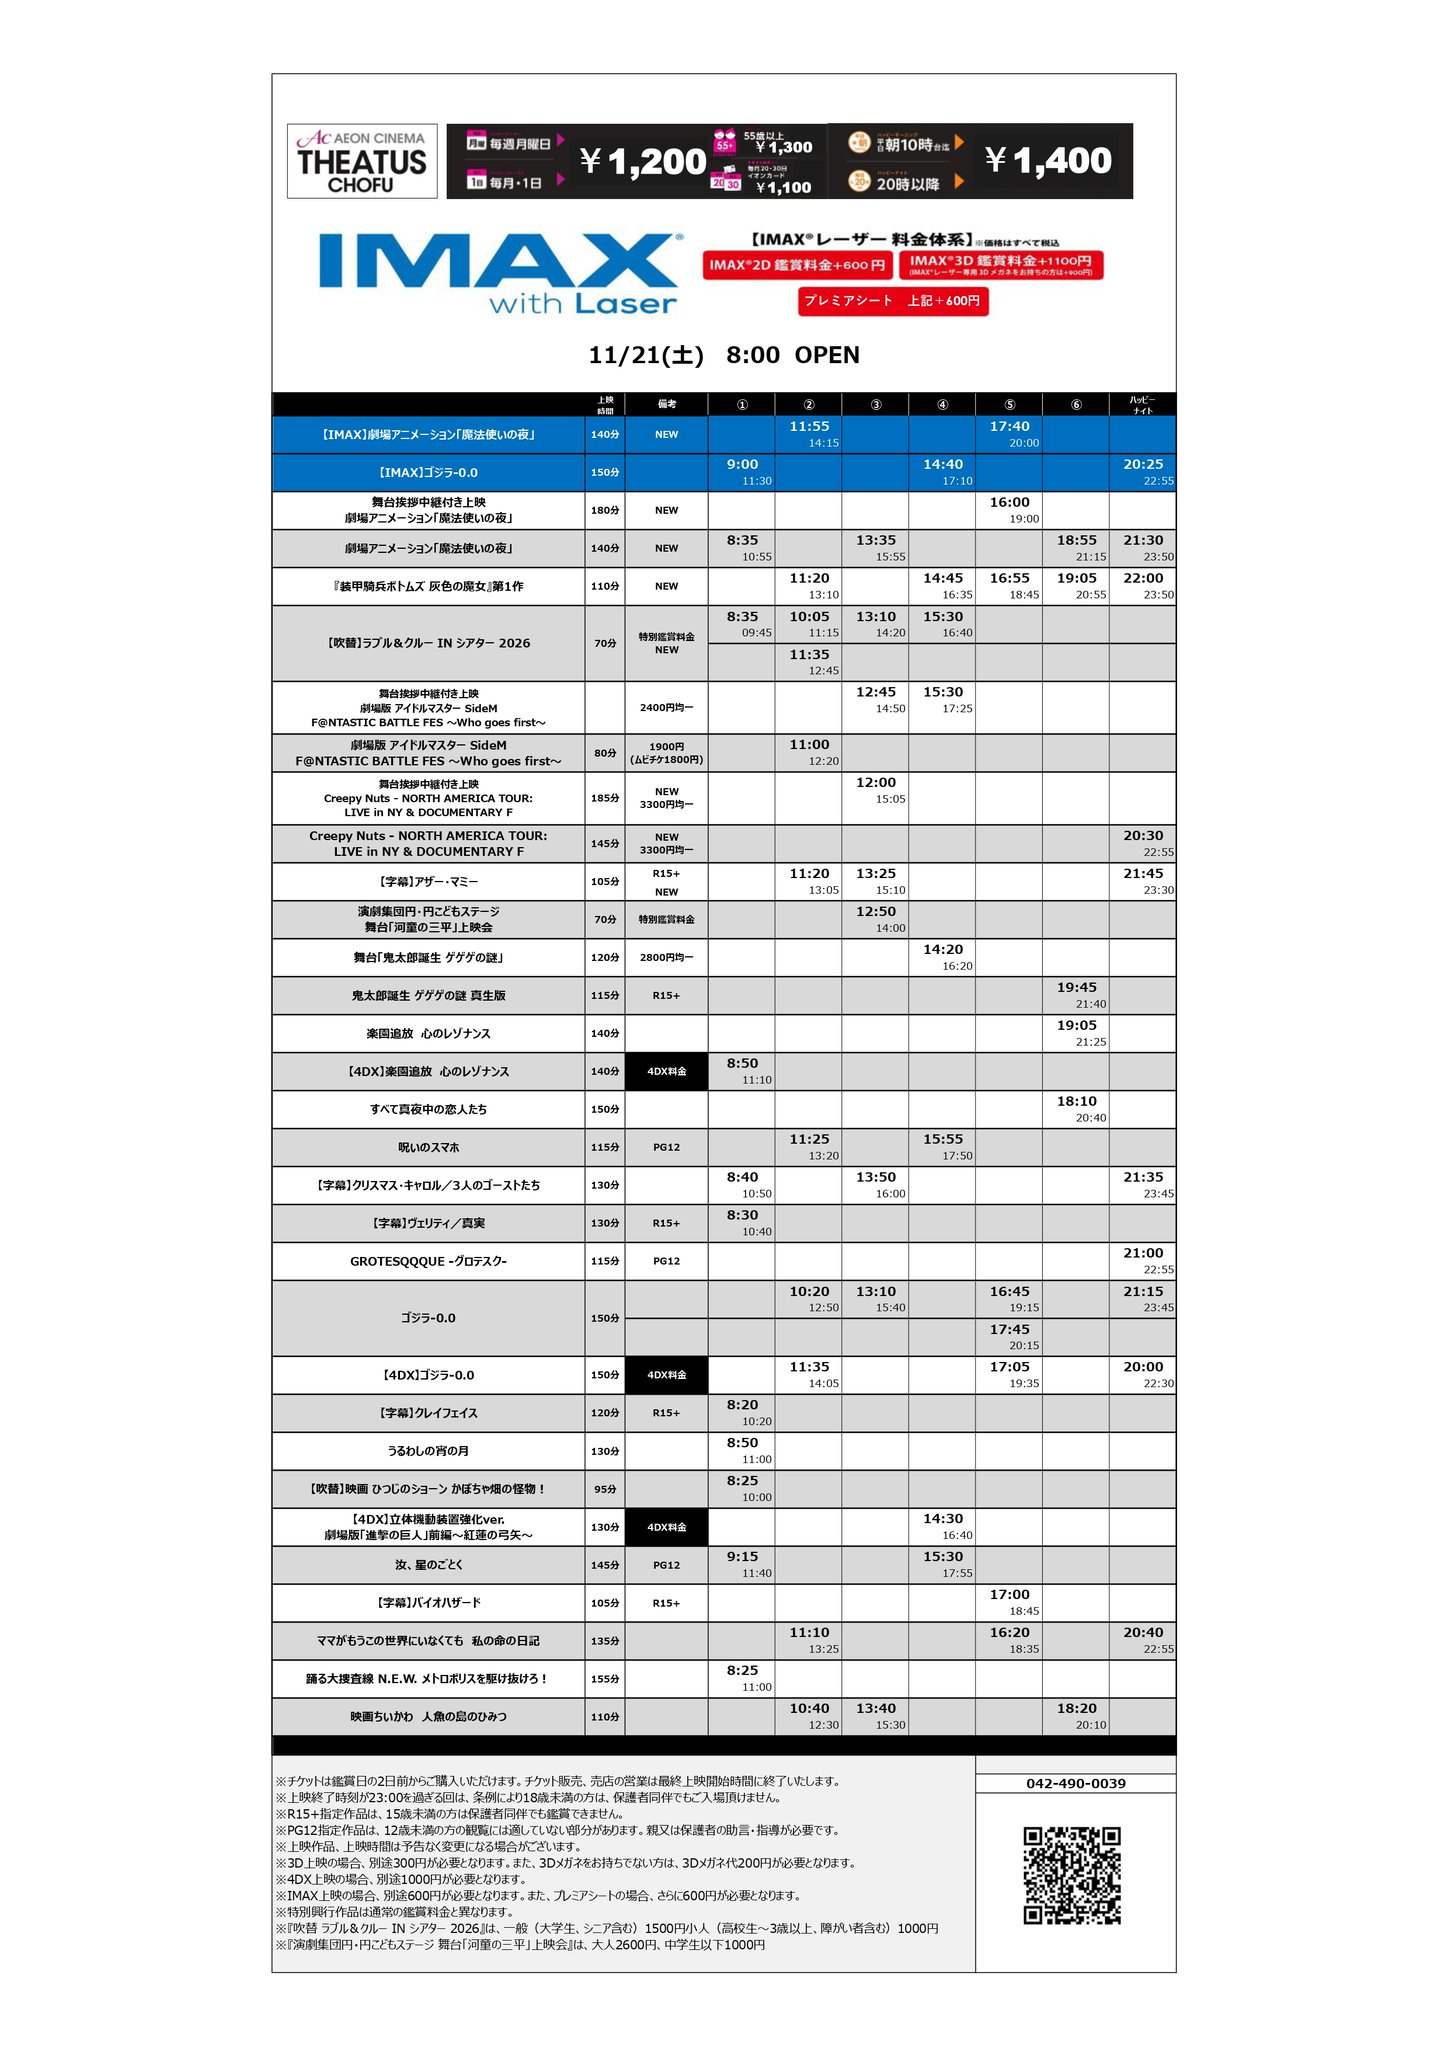 Ac AEON CINEMA
THEATUS
CHOFU
月曜 毎週月曜日
1日 毎月・1日
¥1,200
55+ 55歳以上
¥1,300
20 30 毎月20・30日
イオンカード
¥1,100
平日 朝10時台迄
20時以降
¥1,400
IMAX®
with Laser
【IMAX®レーザー 料金体系】※価格はすべて税込
IMAX®2D 鑑賞料金+600円
IMAX®3D 鑑賞料金+1100円
(IMAX®レーザー専用 3Dメガネをお持ちの方は+900円)
プレミアシート 上記+600円
11/21(土) 8:00 OPEN
上映時間 備考 ① ② ③ ④ ⑤ ⑥ ハッピーナイト
【IMAX】劇場アニメーション「魔法使いの夜」 140分 NEW 11:55 17:40
14:15 20:00
【IMAX】ゴジラ-0.0 150分 9:00 14:40 20:25
11:30 17:10 22:55
舞台挨拶中継付き上映
劇場アニメーション「魔法使いの夜」 180分 NEW 16:00
19:00
劇場アニメーション「魔法使いの夜」 140分 NEW 8:35 13:35 18:55 21:30
10:55 15:55 21:15 23:50
『装甲騎兵ボトムズ 灰色の魔女』第1作 110分 NEW 11:20 14:45 16:55 19:05 22:00
13:10 16:35 18:45 20:55 23:50
【吹替】ラブル&クルー IN シアター 2026 70分 特別鑑賞料金 NEW 8:35 10:05 13:10 15:30
09:45 11:15 14:20 16:40
11:35
12:45
舞台挨拶中継付き上映
劇場版 アイドルマスター SideM
F@NTASTIC BATTLE FES ～Who goes first～ 2400円均一 12:45 15:30
14:50 17:25
劇場版 アイドルマスター SideM
F@NTASTIC BATTLE FES ～Who goes first～ 80分 1900円 (ムビチケ1800円) 11:00
12:20
舞台挨拶中継付き上映
Creepy Nuts - NORTH AMERICA TOUR:
LIVE in NY & DOCUMENTARY F 185分 NEW 3300円均一 12:00
15:05
Creepy Nuts - NORTH AMERICA TOUR:
LIVE in NY & DOCUMENTARY F 145分 NEW 3300円均一 20:30
22:55
【字幕】アザー・マミー 105分 R15+ NEW 11:20 13:25 21:45
13:05 15:10 23:30
演劇集団円・円こどもステージ
舞台「河童の三平」上映会 70分 特別鑑賞料金 12:50
14:00
舞台「鬼太郎誕生 ゲゲゲの謎」 120分 2800円均一 14:20
16:20
鬼太郎誕生 ゲゲゲの謎 真生版 115分 R15+ 19:45
21:40
楽園追放 心のレゾナンス 140分 19:05
21:25
【4DX】楽園追放 心のレゾナンス 140分 4DX料金 8:50
11:10
すべて真夜中の恋人たち 150分 18:10
20:40
呪いのスマホ 115分 PG12 11:25 15:55
13:20 17:50
【字幕】クリスマス・キャロル／3人のゴーストたち 130分 8:40 13:50 21:35
10:50 16:00 23:45
【字幕】ヴェリティ／真実 130分 R15+ 8:30
10:40
GROTESQQQUE -グロテスク- 115分 PG12 21:00
22:55
ゴジラ-0.0 150分 10:20 13:10 16:45 21:15
12:50 15:40 19:15 23:45
17:45
20:15
【4DX】ゴジラ-0.0 150分 4DX料金 11:35 17:05 20:00
14:05 19:35 22:30
【字幕】クレイフェイス 120分 R15+ 8:20
10:20
うるわしの宵の月 130分 8:50
11:00
【吹替】映画 ひつじのショーン かぼちゃ畑の怪物！ 95分 8:25
10:00
【4DX】立体機動装置強化ver.
劇場版「進撃の巨人」前編～紅蓮の弓矢～ 130分 4DX料金 14:30
16:40
汝、星のごとく 145分 PG12 9:15 15:30
11:40 17:55
【字幕】バイオハザード 105分 R15+ 17:00
18:45
ママがもうこの世界にいなくても 私の命の日記 135分 11:10 16:20 20:40
13:25 18:35 22:55
踊る大捜査線 N.E.W. メトロポリスを駆け抜けろ！ 155分 8:25
11:00
映画ちいかわ 人魚の島のひみつ 110分 10:40 13:40 18:20
12:30 15:30 20:10
※チケットは鑑賞日の2日前からご購入いただけます。チケット販売、売店の営業は最終上映開始時間に終了いたします。
※上映終了時刻が23:00を過ぎる回は、条例により18歳未満の方は、保護者同伴でもご入場頂けません。
※R15+指定作品は、15歳未満の方は保護者同伴でも鑑賞できません。
※PG12指定作品は、12歳未満の方の観覧には適していない部分があります。親又は保護者の助言・指導が必要です。
※上映作品、上映時間は予告なく変更になる場合がございます。
※3D上映の場合、別途300円が必要となります。また、3Dメガネをお持ちでない方は、3Dメガネ代200円が必要となります。
※4DX上映の場合、別途1000円が必要となります。
※IMAX上映の場合、別途600円が必要となります。また、プレミアシートの場合、さらに600円が必要となります。
※特別興行作品は通常の鑑賞料金と異なります。
※『吹替 ラブル&クルー IN シアター 2026』は、一般（大学生、シニア含む）1500円小人（高校生～3歳以上、障がい者含む）1000円
※『演劇集団円・円こどもステージ 舞台「河童の三平」上映会』は、大人2600円、中学生以下1000円
042-490-0039